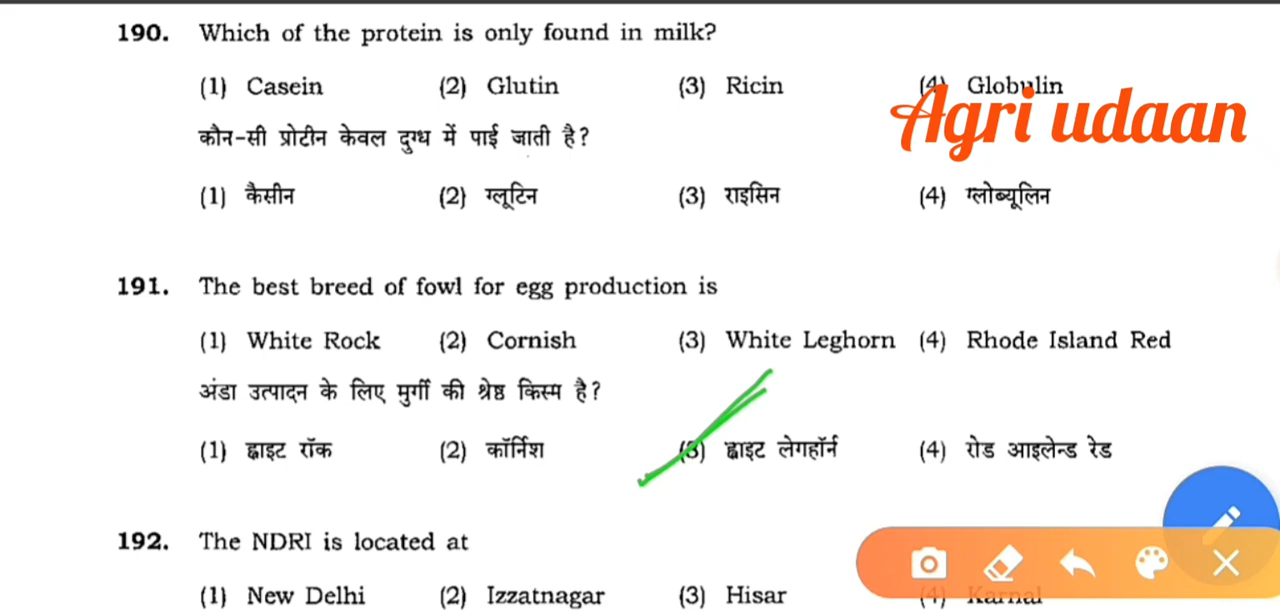 190. Which of the protein is only found in milk?
(1) Casein (2) Glutin (3) Ricin (4) Globulin
Agri udaan
कौन-सी प्रोटीन केवल दुग्ध में पाई जाती है?
(1) कैसीन (2) ग्लूटिन (3) राइसिन (4) ग्लोब्यूलिन
191. The best breed of fowl for egg production is
(1) White Rock (2) Cornish (3) White Leghorn (4) Rhode Island Red
अंडा उत्पादन के लिए मुर्गी की श्रेष्ठ किस्म है?
(1) ह्वाइट रॉक (2) कॉर्निश (3) ह्वाइट लेगहॉर्न (4) रोड आइलेन्ड रेड
192. The NDRI is located at
(1) New Delhi (2) Izzatnagar (3) Hisar (4) Karnal